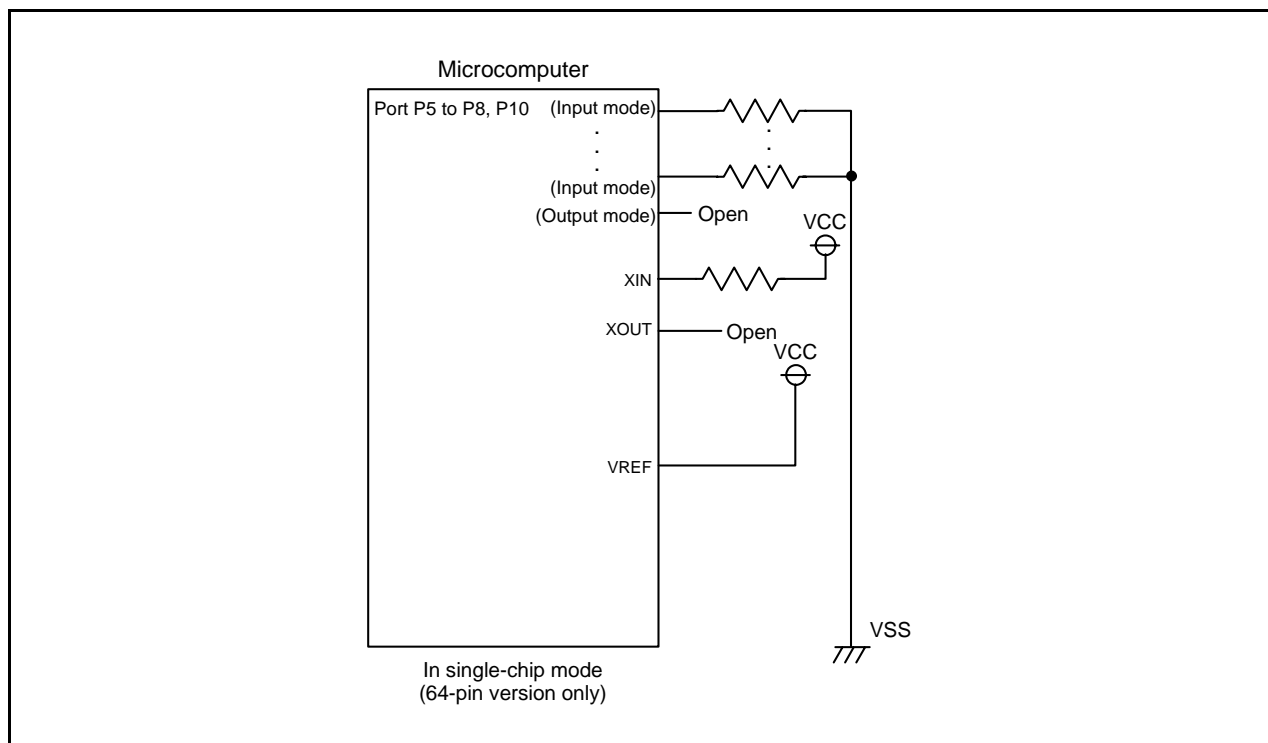 Microcomputer
Port P5 to P8, P10 (Input mode)
.
.
.
. . . .
(Input mode)
(Output mode) Open
VCC
XIN
XOUT Open
VCC
VREF
VSS
In single-chip mode
(64-pin version only)